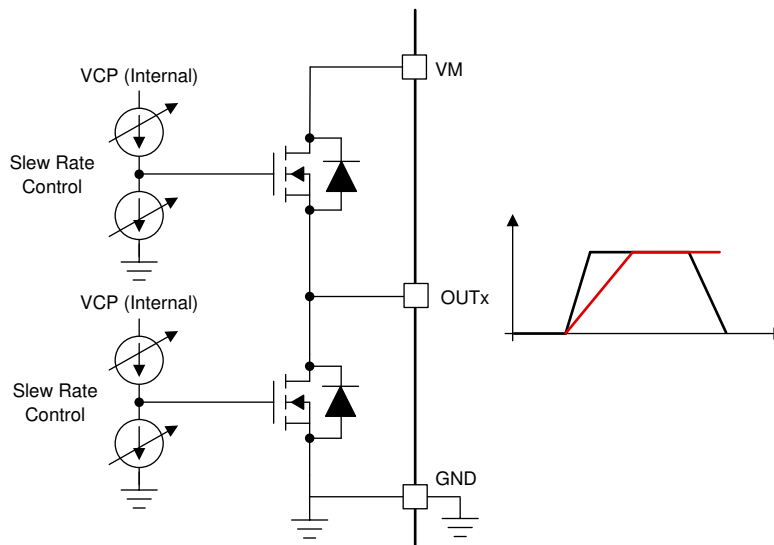 VM
VCP (Internal)
Slew Rate
Control
OUTx
VCP (Internal)
Slew Rate
Control
GND